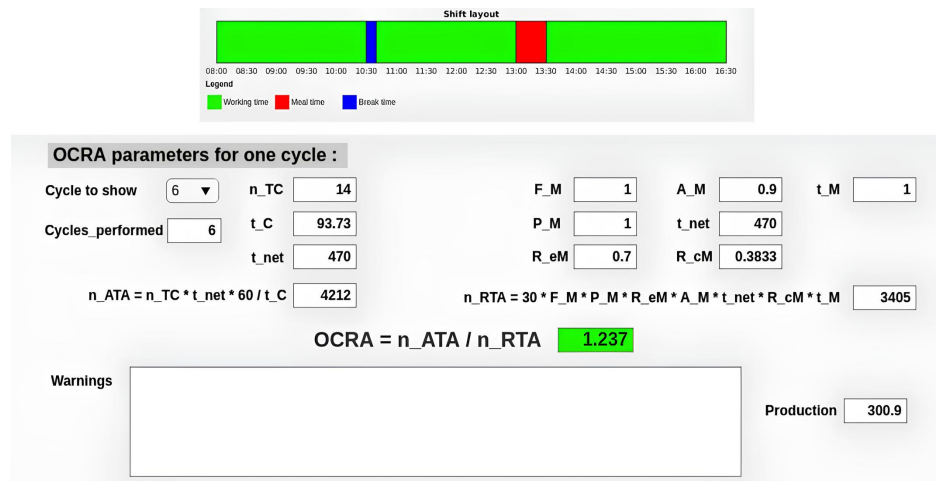 Shift layout
08:00 08:30 09:00 09:30 10:00 10:30 11:00 11:30 12:00 12:30 13:00 13:30 14:00 14:30 15:00 15:30 16:00 16:30
Legend
Working time Meal time Break time
OCRA parameters for one cycle :
Cycle to show 6 ▼ n_TC 14 F_M 1 A_M 0.9 t_M 1
Cycles_performed 6 t_C 93.73 P_M 1 t_net 470
t_net 470 R_eM 0.7 R_cM 0.3833
n_ATA = n_TC * t_net * 60 / t_C 4212 n_RTA = 30 * F_M * P_M * R_eM * A_M * t_net * R_cM * t_M 3405
OCRA = n_ATA / n_RTA 1.237
Warnings
Production 300.9